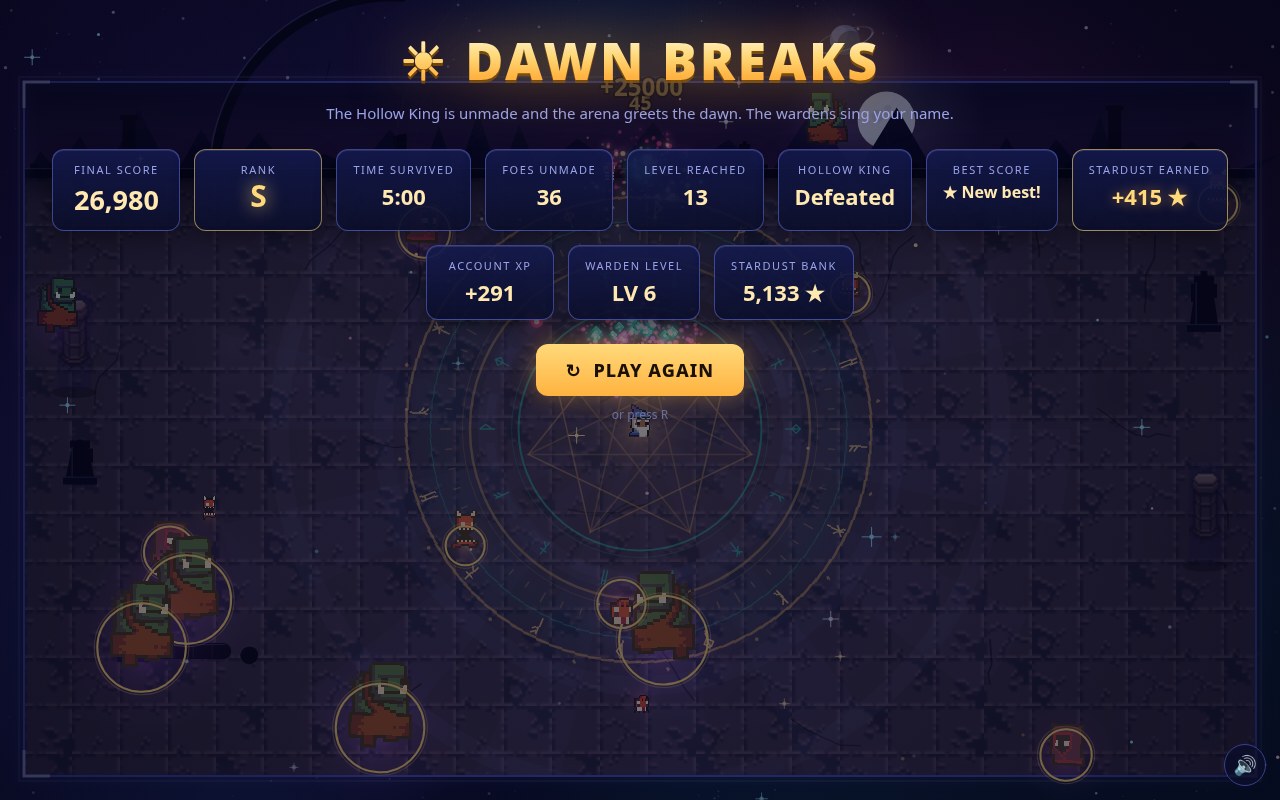 ☀ DAWN BREAKS
+25000
45
The Hollow King is unmade and the arena greets the dawn. The wardens sing your name.
FINAL SCORE
26,980
RANK
S
TIME SURVIVED
5:00
FOES UNMADE
36
LEVEL REACHED
13
HOLLOW KING
Defeated
BEST SCORE
★ New best!
STARDUST EARNED
+415 ★
ACCOUNT XP
+291
WARDEN LEVEL
LV 6
STARDUST BANK
5,133 ★
↻ PLAY AGAIN
or press R